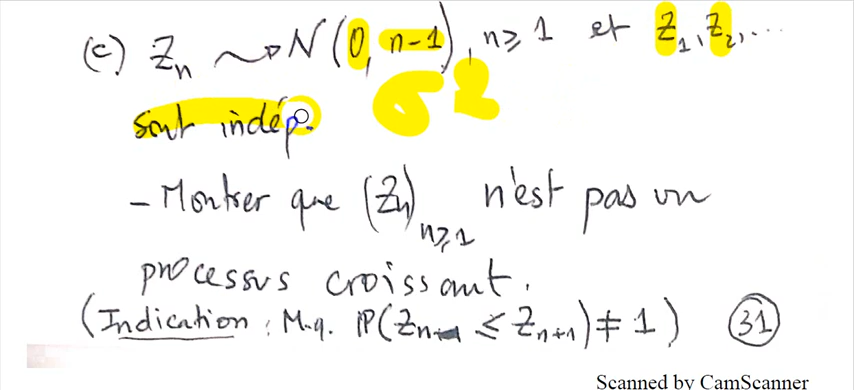 (c) Zn ⤳ N(0, n-1), n ⩾ 1 et Z1, Z2, ...
σ2
sont indép.
- Montrer que (Zn)n⩾1 n'est pas un
processus croissant.
(Indication : M.q. ℙ(Zn ≤ Zn+1) ≠ 1) 31
Scanned by CamScanner